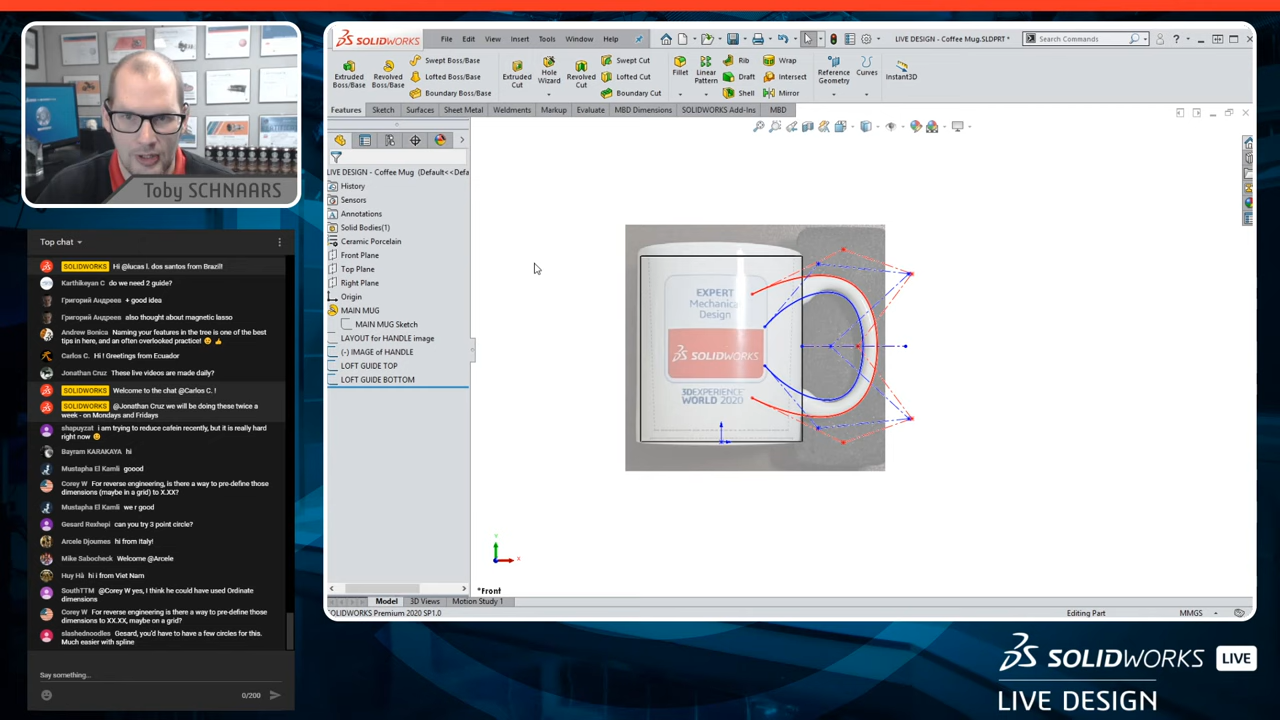 SOLIDWORKS
File
Edit
View
Insert
Tools
Window
Help
LIVE DESIGN - Coffee Mug.SLDPRT *
Search Commands
Extruded Boss/Base
Revolved Boss/Base
Swept Boss/Base
Lofted Boss/Base
Boundary Boss/Base
Extruded Cut
Hole Wizard
Revolved Cut
Swept Cut
Lofted Cut
Boundary Cut
Fillet
Linear Pattern
Rib
Draft
Shell
Wrap
Intersect
Mirror
Reference Geometry
Curves
Instant3D
Features
Sketch
Surfaces
Sheet Metal
Weldments
Markup
Evaluate
MBD Dimensions
SOLIDWORKS Add-Ins
MBD
LIVE DESIGN - Coffee Mug (Default<<Defa
History
Sensors
Annotations
Solid Bodies(1)
Ceramic Porcelain
Front Plane
Top Plane
Right Plane
Origin
MAIN MUG
MAIN MUG Sketch
LAYOUT for HANDLE image
(-) IMAGE of HANDLE
LOFT GUIDE TOP
LOFT GUIDE BOTTOM
EXPERT
Mechanical
Design
SOLIDWORKS
3DEXPERIENCE
WORLD 2020
*Front
Model
3D Views
Motion Study 1
SOLIDWORKS Premium 2020 SP1.0
Editing Part
MMGS
Toby SCHNAARS
Top chat
SOLIDWORKS Hi @lucas l. dos santos from Brazil!
Karthikeyan C do we need 2 guide?
Григорий Андреев + good idea
Григорий Андреев also thought about magnetic lasso
Andrew Bonica Naming your features in the tree is one of the best
tips in here, and an often overlooked practice!
Carlos C. Hi ! Greetings from Ecuador
Jonathan Cruz These live videos are made daily?
SOLIDWORKS Welcome to the chat @Carlos C. !
SOLIDWORKS @Jonathan Cruz we will be doing these twice a
week - on Mondays and Fridays
shapuyzat i am trying to reduce cafein recently, but it is really hard
right now
Bayram KARAKAYA hi
Mustapha El Kamli goood
Corey W For reverse engineering, is there a way to pre-define those
dimensions (maybe in a grid) to X.XX?
Mustapha El Kamli we r good
Gesard Rexhepi can you try 3 point circle?
Arcele Djoumes hi from Italy!
Mike Sabocheck Welcome @Arcele
Huy Hà hi i from Viet Nam
SouthTTM @Corey W yes, I think he could have used Ordinate
dimensions
Corey W For reverse engineering is there a way to pre-define those
dimensions to XX.XX, maybe on a grid?
slashednoodles Gesard, you'd have to have a few circles for this.
Much easier with spline
Say something...
0/200
SOLIDWORKS LIVE
LIVE DESIGN